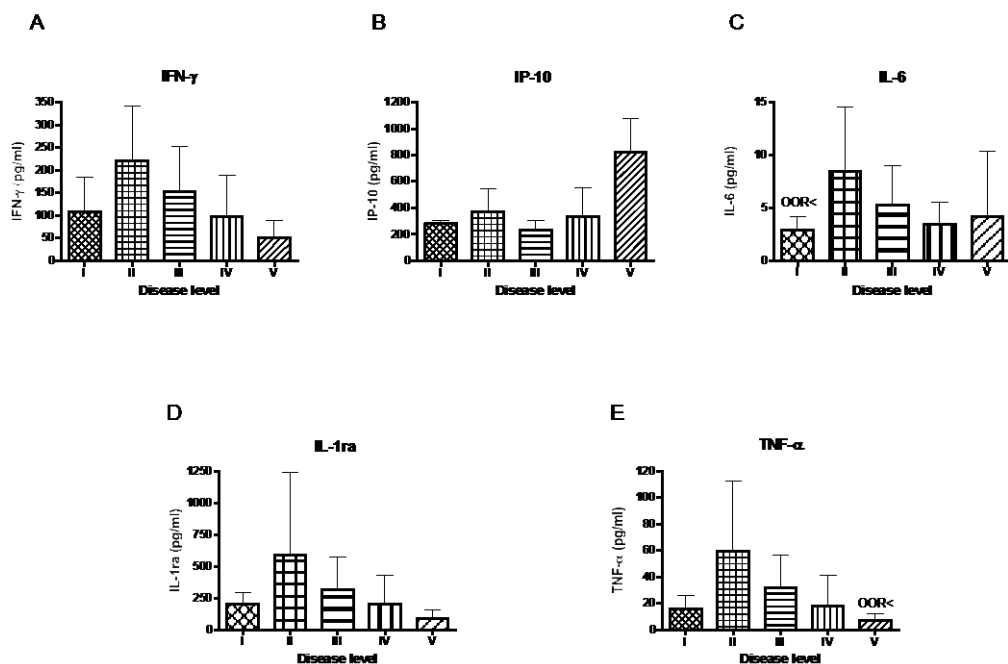 A
IFN-γ
IFN-γ (pg/ml)
350
300
250
200
150
100
50
0
I II III IV V
Disease level
B
IP-10
IP-10 (pg/ml)
1200
1000
800
600
400
200
0
I II III IV V
Disease level
C
IL-6
IL-6 (pg/ml)
15
10
5
0
OOR<
I II III IV V
Disease level
D
IL-1ra
IL-1ra (pg/ml)
1250
1000
750
500
250
0
I II III IV V
Disease level
E
TNF-α
TNF-α (pg/ml)
120
100
80
60
40
20
0
OOR<
I II III IV V
Disease level